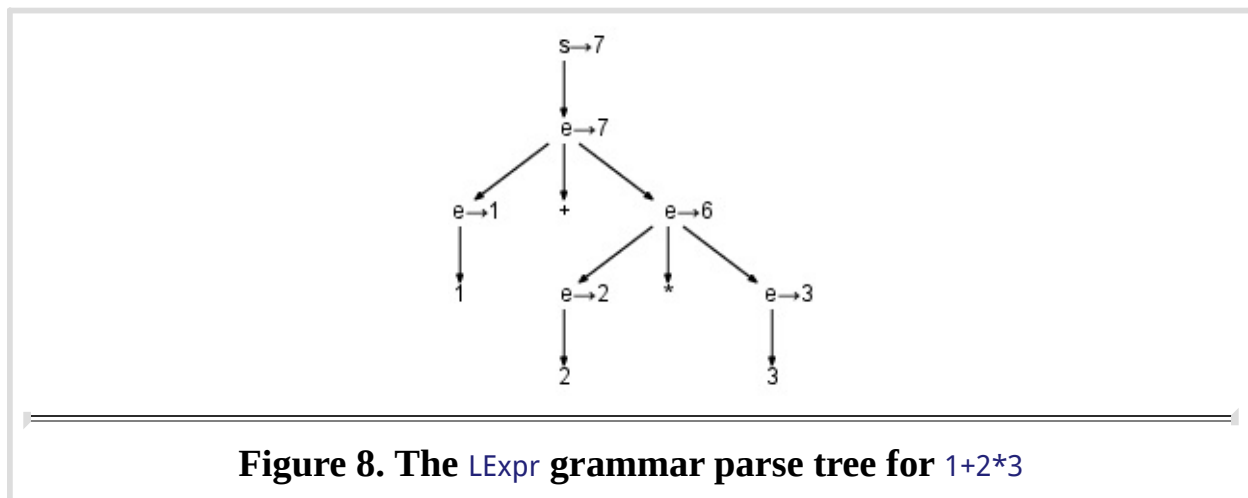 s→7
e→7
e→1 + e→6
1 e→2 * e→3
2 3
Figure 8. The LExpr grammar parse tree for 1+2*3